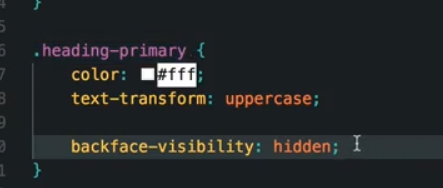 }
.heading-primary {
color: #fff;
text-transform: uppercase;
backface-visibility: hidden;
}